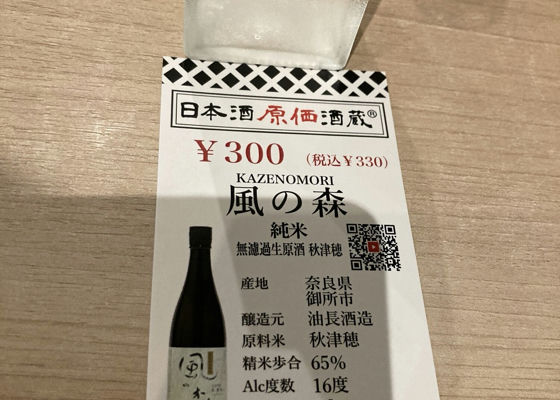 日本酒原価酒蔵®
￥300 (税込￥330)
KAZENOMORI
風の森
純米
無濾過生原酒 秋津穂
産地 奈良県
御所市
醸造元 油長酒造
原料米 秋津穂
精米歩合 65%
Alc度数 16度
風